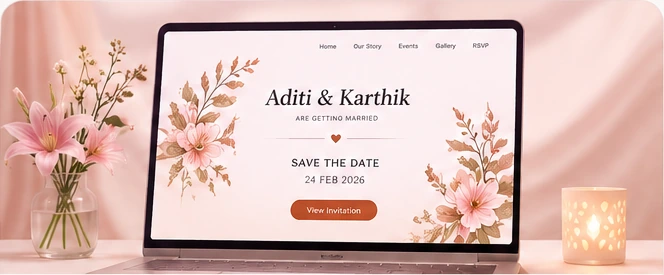 Home Our Story Events Gallery RSVP
Aditi & Karthik
ARE GETTING MARRIED
SAVE THE DATE
24 FEB 2026
View Invitation